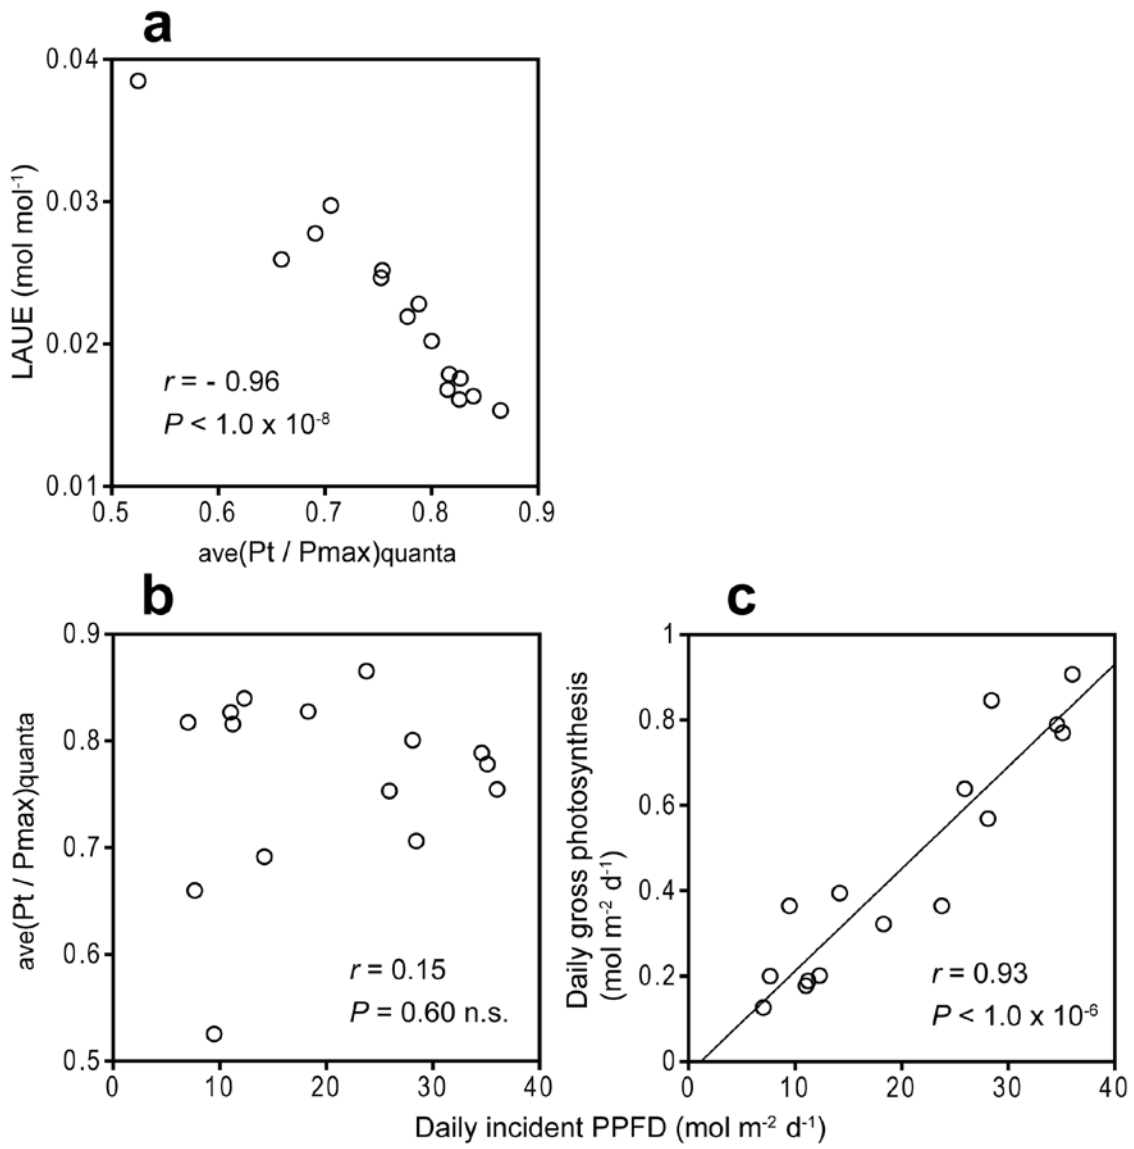 a
0.04
0.03
0.02
0.01
LAUE (mol mol⁻¹)
r = - 0.96
P < 1.0 x 10⁻⁸
0.5 0.6 0.7 0.8 0.9
ave(Pt / Pmax)quanta
b
0.9
0.8
0.7
0.6
0.5
ave(Pt / Pmax)quanta
r = 0.15
P = 0.60 n.s.
0 10 20 30 40
c
1
0.8
0.6
0.4
0.2
0
Daily gross photosynthesis
(mol m⁻² d⁻¹)
r = 0.93
P < 1.0 x 10⁻⁶
0 10 20 30 40
Daily incident PPFD (mol m⁻² d⁻¹)